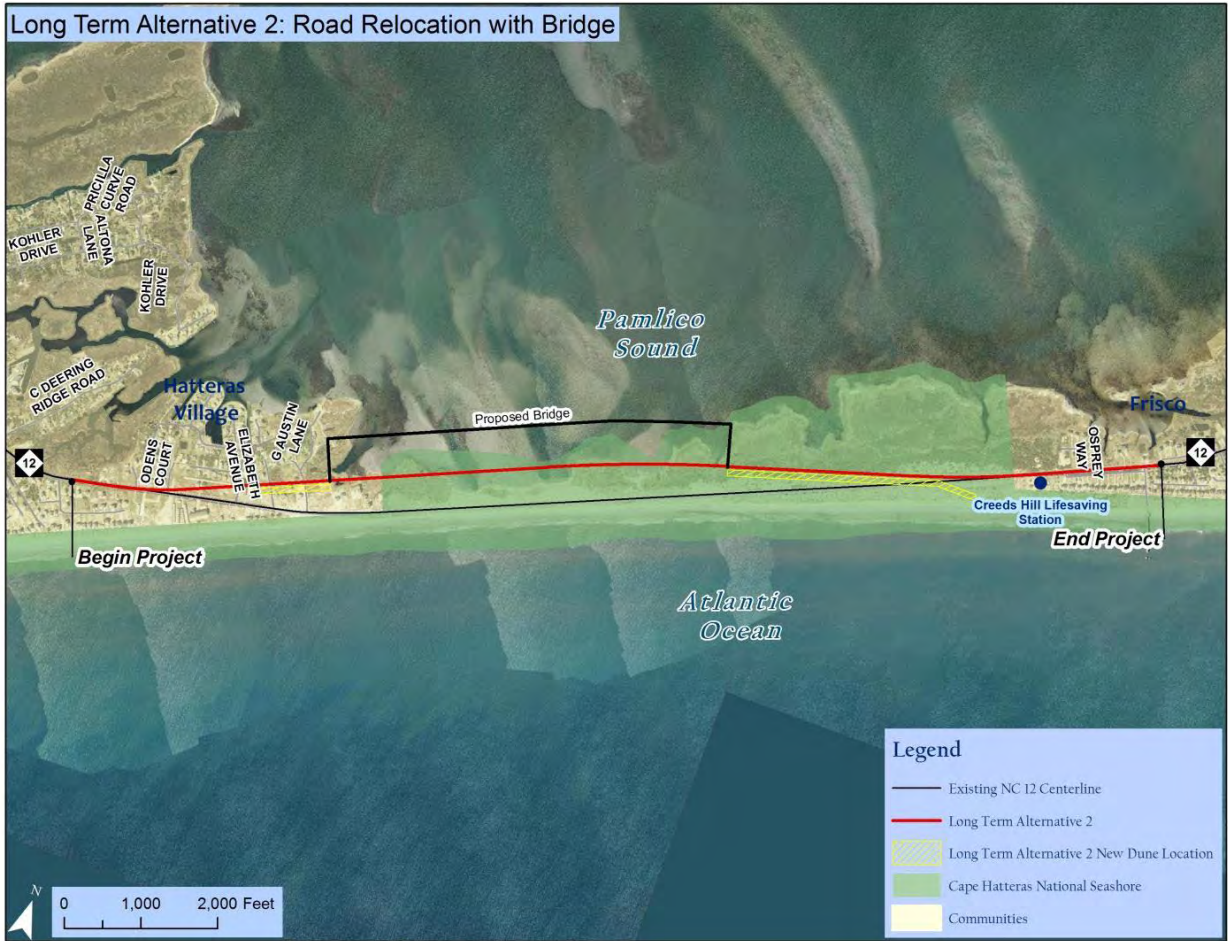 Long Term Alternative 2: Road Relocation with Bridge
PRICILLA
CURVE
ROAD
ALTONA
LANE
KOHLER
DRIVE
KOHLER
DRIVE
C DEERING
RIDGE ROAD
Hatteras
Village
ODENS
COURT
ELIZABETH
AVENUE
G AUSTIN
LANE
Pamlico
Sound
Proposed Bridge
Frisco
OSPREY
WAY
12
12
Creeds Hill Lifesaving
Station
Begin Project
End Project
Atlantic
Ocean
Legend
Existing NC 12 Centerline
Long Term Alternative 2
Long Term Alternative 2 New Dune Location
Cape Hatteras National Seashore
Communities
N
0 1,000 2,000 Feet